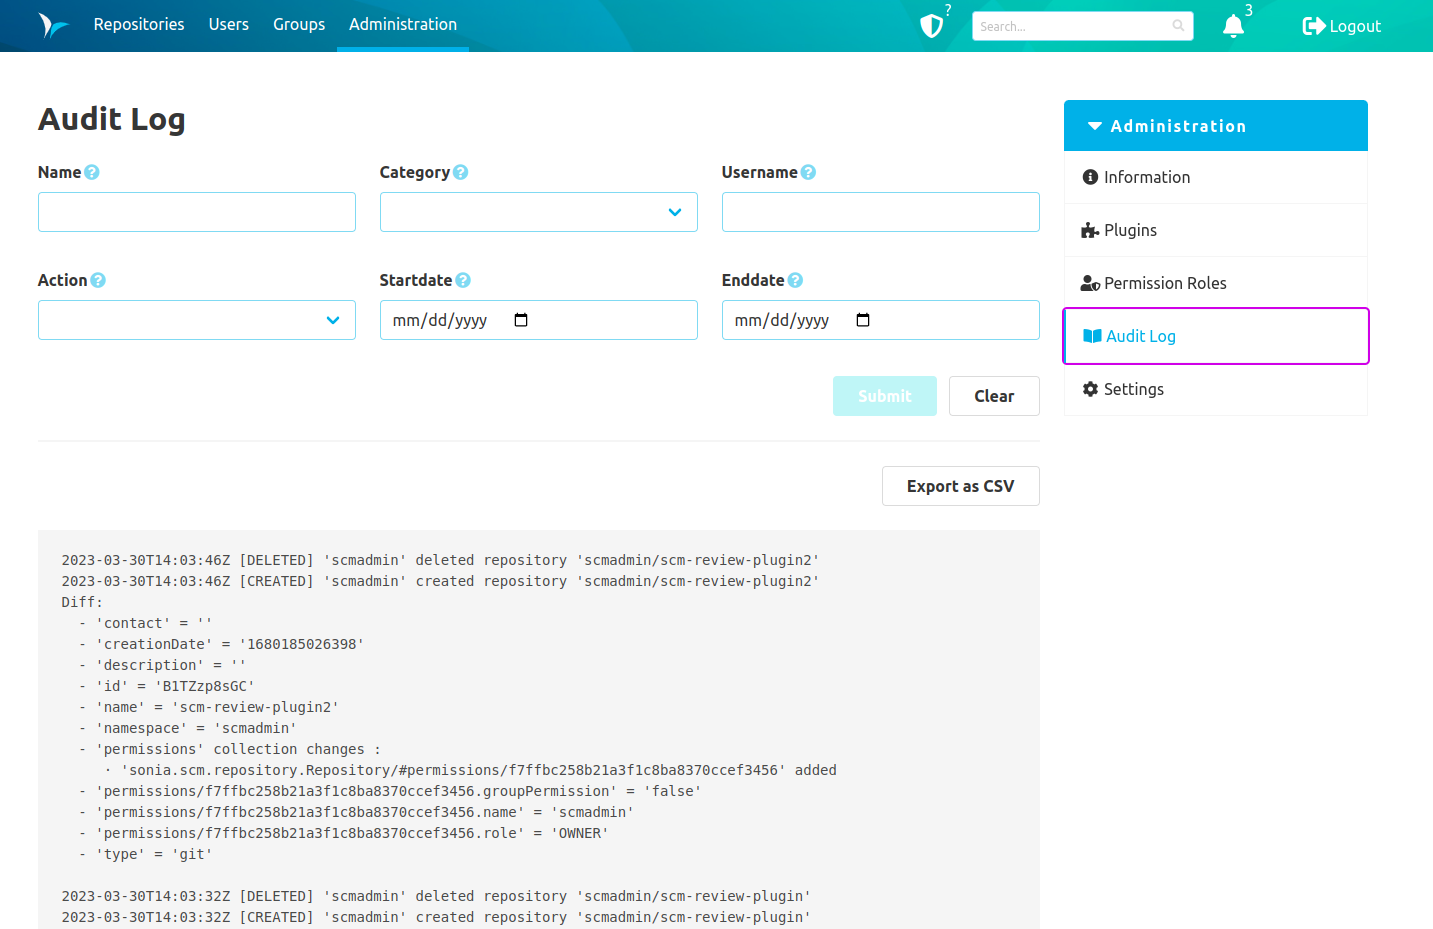 Repositories Users Groups Administration ? Search... 3 Logout
Audit Log
Name ? Category ? Username ?
Action ? Startdate ? Enddate ?
mm/dd/yyyy mm/dd/yyyy
Submit Clear
Export as CSV
2023-03-30T14:03:46Z [DELETED] 'scmadmin' deleted repository 'scmadmin/scm-review-plugin2'
2023-03-30T14:03:46Z [CREATED] 'scmadmin' created repository 'scmadmin/scm-review-plugin2'
Diff:
- 'contact' = ''
- 'creationDate' = '1680185026398'
- 'description' = ''
- 'id' = 'B1TZzp8sGC'
- 'name' = 'scm-review-plugin2'
- 'namespace' = 'scmadmin'
- 'permissions' collection changes :
· 'sonia.scm.repository.Repository/#permissions/f7ffbc258b21a3f1c8ba8370ccef3456' added
- 'permissions/f7ffbc258b21a3f1c8ba8370ccef3456.groupPermission' = 'false'
- 'permissions/f7ffbc258b21a3f1c8ba8370ccef3456.name' = 'scmadmin'
- 'permissions/f7ffbc258b21a3f1c8ba8370ccef3456.role' = 'OWNER'
- 'type' = 'git'
2023-03-30T14:03:32Z [DELETED] 'scmadmin' deleted repository 'scmadmin/scm-review-plugin'
2023-03-30T14:03:32Z [CREATED] 'scmadmin' created repository 'scmadmin/scm-review-plugin'
Administration
Information
Plugins
Permission Roles
Audit Log
Settings